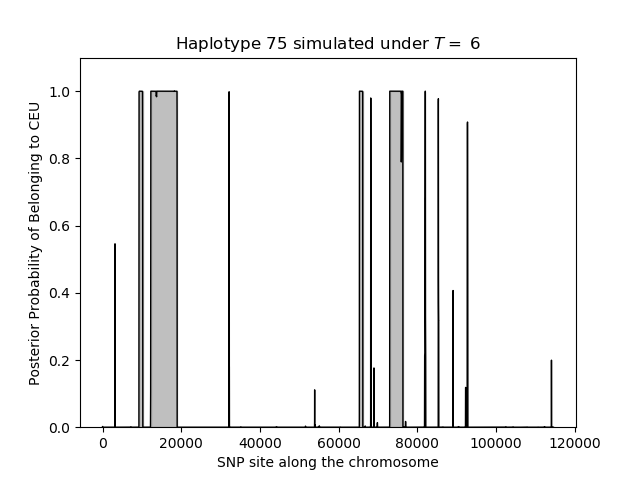 Haplotype 75 simulated under T = 6
Posterior Probability of Belonging to CEU
1.0
0.8
0.6
0.4
0.2
0.0
0 20000 40000 60000 80000 100000 120000
SNP site along the chromosome